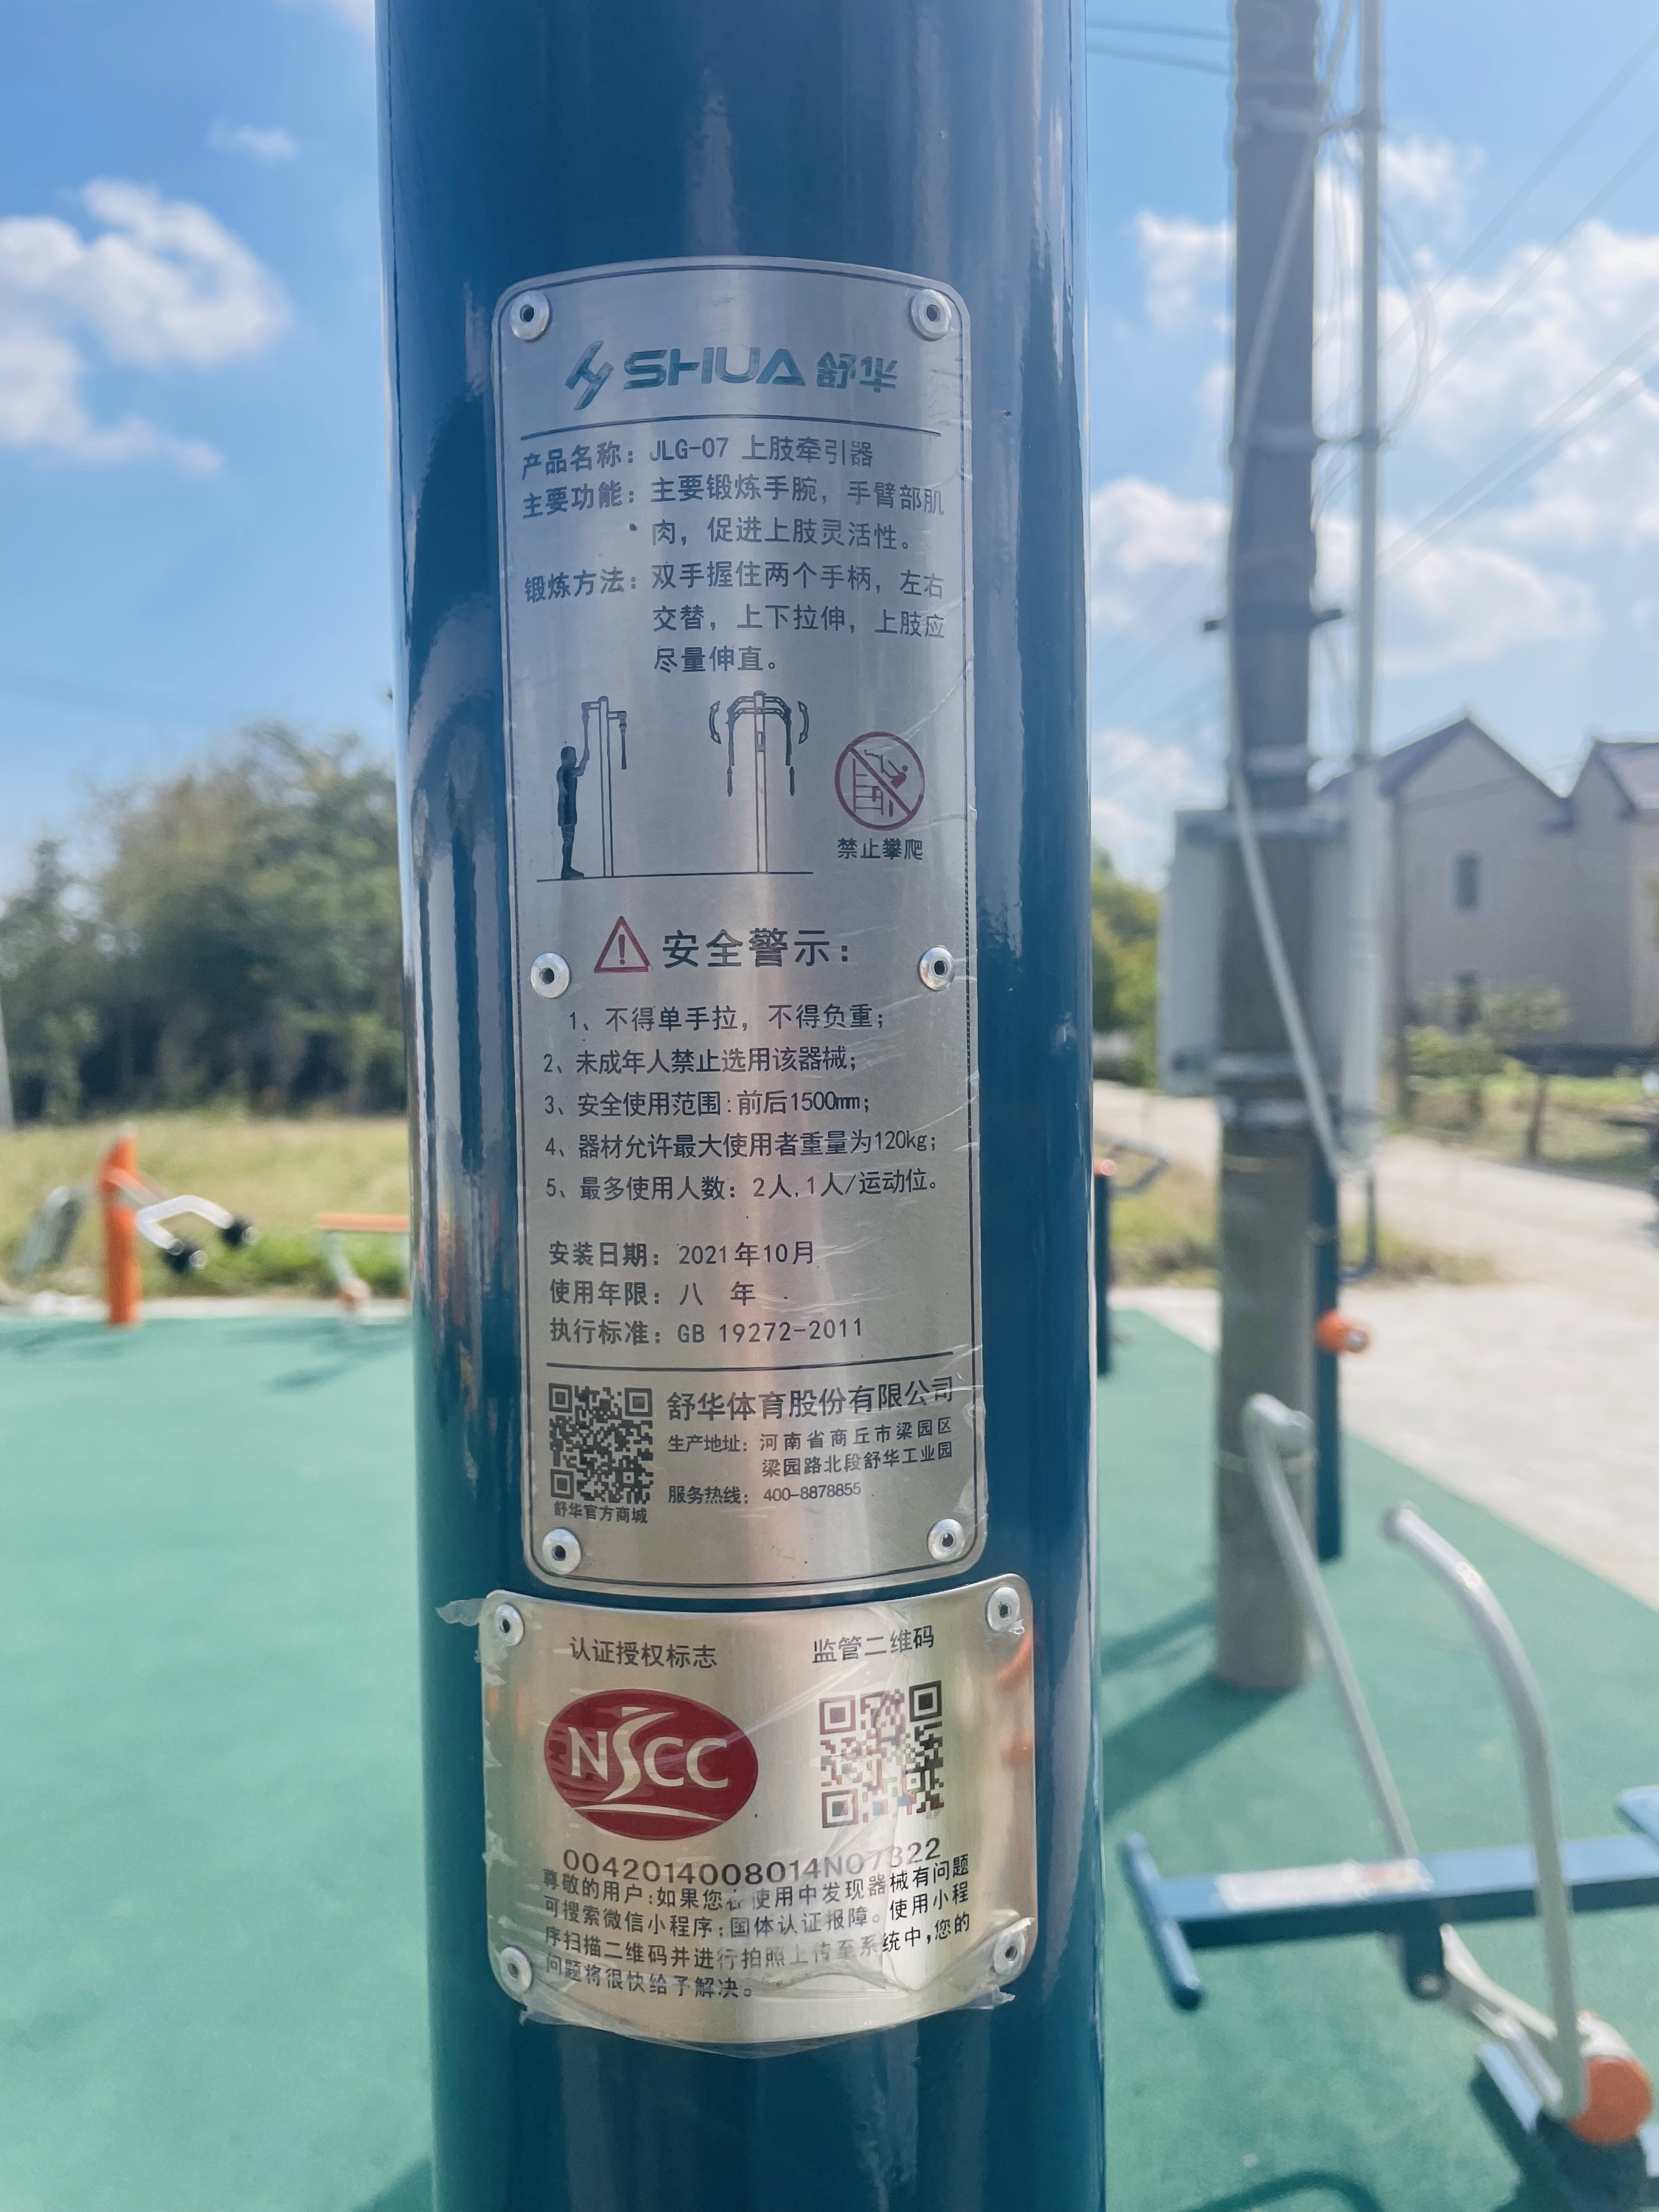 SHUA 舒华
产品名称：JLG-07 上肢牵引器
主要功能：主要锻炼手腕，手臂部肌
肉，促进上肢灵活性。
锻炼方法：双手握住两个手柄，左右
交替，上下拉伸，上肢应
尽量伸直。
禁止攀爬
安全警示：
1、不得单手拉，不得负重；
2、未成年人禁止选用该器械；
3、安全使用范围：前后1500mm；
4、器材允许最大使用者重量为120kg；
5、最多使用人数：2人,1人/运动位。
安装日期：2021年10月
使用年限：八 年
执行标准：GB 19272-2011
舒华体育股份有限公司
生产地址：河南省商丘市梁园区
梁园路北段舒华工业园
服务热线：400-8878855
舒华官方商城
认证授权标志
监管二维码
NSCC
0042014008014N07322
尊敬的用户：如果您在使用中发现器械有问题
可搜索微信小程序：国体认证报障。使用小程
序扫描二维码并进行拍照上传至系统中，您的
问题将很快给予解决。